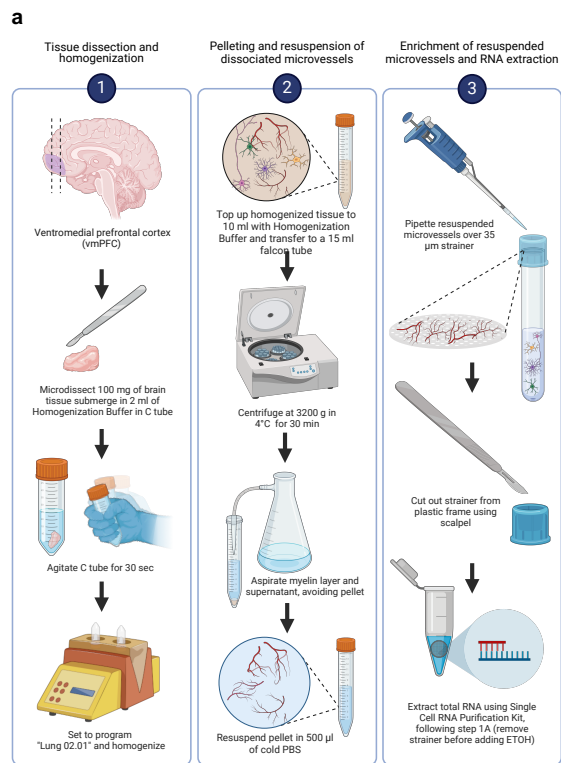 a
Tissue dissection and
homogenization
1
Ventromedial prefrontal cortex
(vmPFC)
Microdissect 100 mg of brain
tissue submerge in 2 ml of
Homogenization Buffer in C tube
Agitate C tube for 30 sec
Set to program
"Lung 02.01" and homogenize
Pelleting and resuspension of
dissociated microvessels
2
Top up homogenized tissue to
10 ml with Homogenization
Buffer and transfer to a 15 ml
falcon tube
Centrifuge at 3200 g in
4°C for 30 min
Aspirate myelin layer and
supernatant, avoiding pellet
Resuspend pellet in 500 µl
of cold PBS
Enrichment of resuspended
microvessels and RNA extraction
3
Pipette resuspended
microvessels over 35
µm strainer
Cut out strainer from
plastic frame using
scalpel
Extract total RNA using Single
Cell RNA Purification Kit,
following step 1A (remove
strainer before adding ETOH)